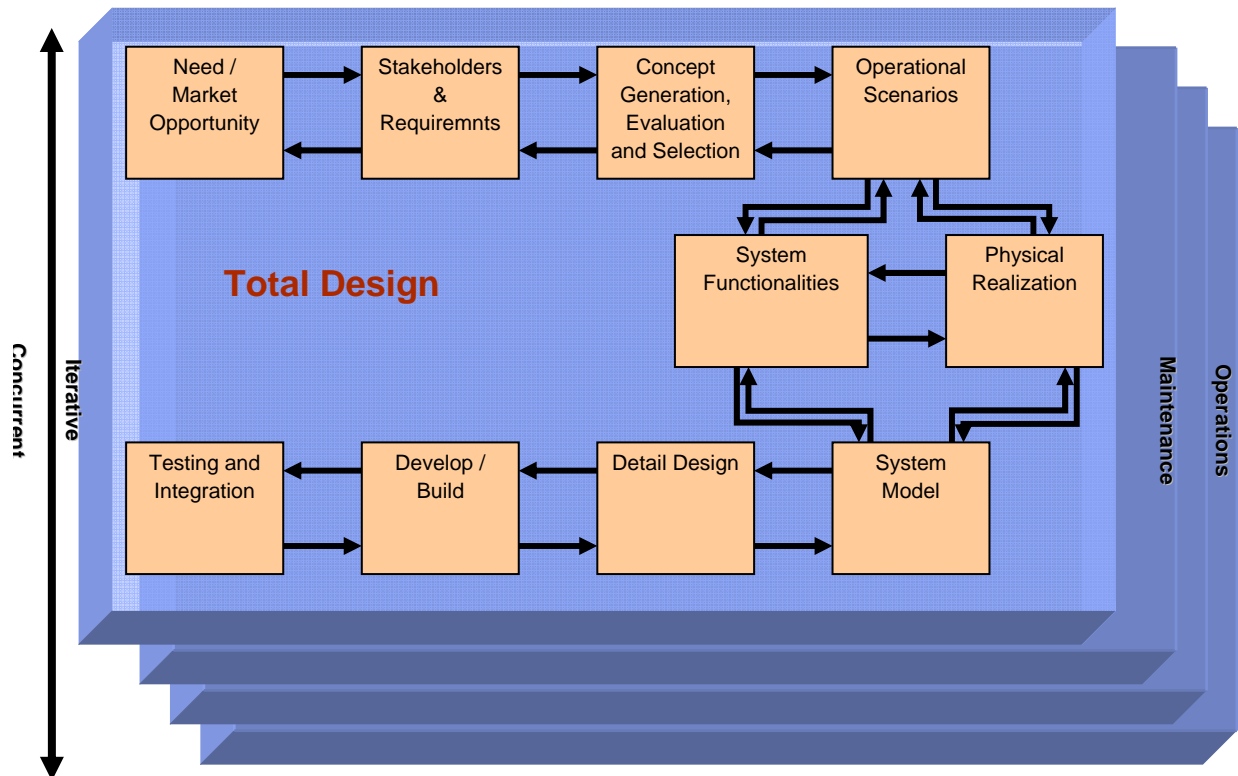 Need /
Market
Opportunity
Stakeholders
&
Requiremnts
Concept
Generation,
Evaluation
and Selection
Operational
Scenarios
System
Functionalities
Physical
Realization
Total Design
Concurrent
Iterative
Maintenance
Operations
Testing and
Integration
Develop /
Build
Detail Design
System
Model